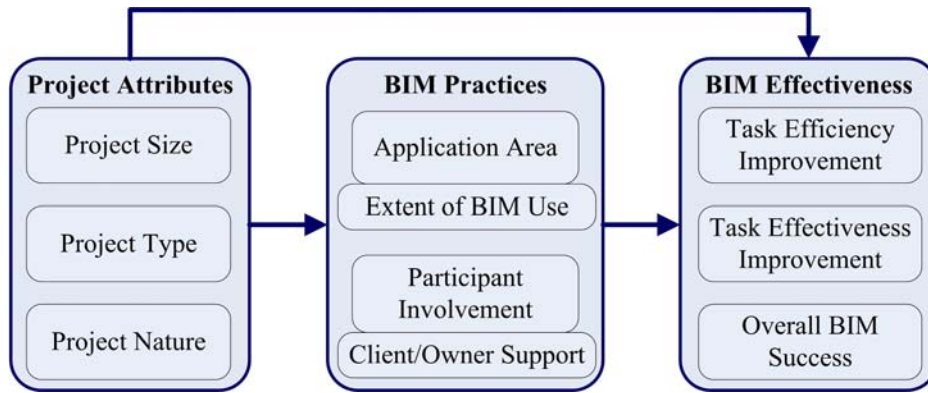 Project Attributes
Project Size
Project Type
Project Nature
BIM Practices
Application Area
Extent of BIM Use
Participant
Involvement
Client/Owner Support
BIM Effectiveness
Task Efficiency
Improvement
Task Effectiveness
Improvement
Overall BIM
Success